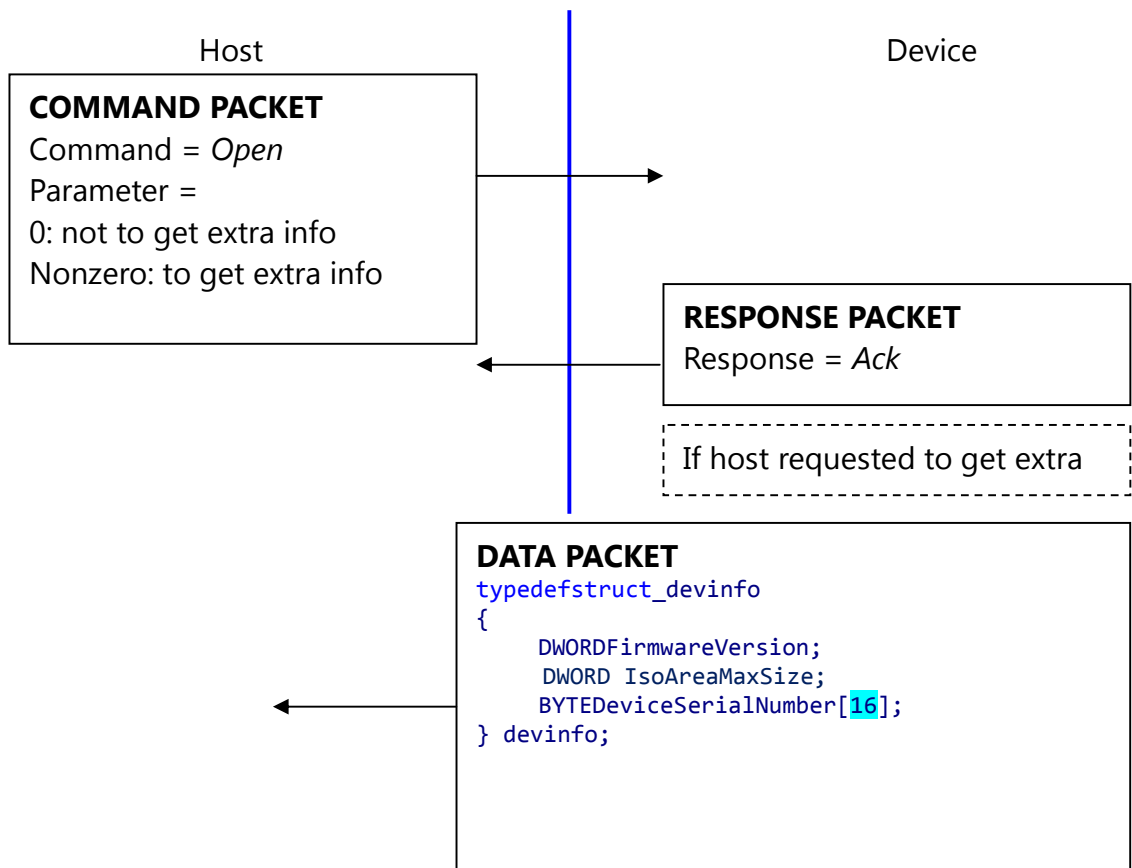 Host
Device
COMMAND PACKET
Command = Open
Parameter =
0: not to get extra info
Nonzero: to get extra info
RESPONSE PACKET
Response = Ack
If host requested to get extra
DATA PACKET
typedefstruct_devinfo
{
DWORDFirmwareVersion;
DWORD IsoAreaMaxSize;
BYTEDeviceSerialNumber[16];
} devinfo;